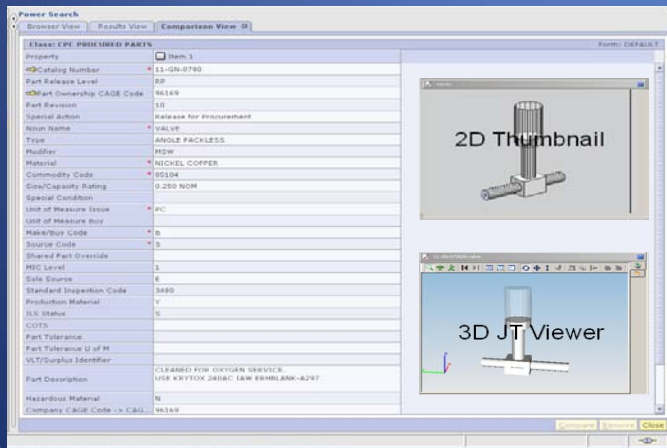 Power Search
Browser View Results View Comparison View
Class: CPC PROCURED PARTS Form: DEFAULT
Property Item 1
Catalog Number * 11-GN-0790
Part Release Level RP
Part Ownership CAGE Code 96169
Part Revision 10
Special Action Release for Procurement
Noun Name * VALVE
Type ANGLE PACKLESS
Modifier MSW
Material * NICKEL COPPER
Commodity Code * 05104
Size/Capacity Rating 0.250 NOM
Special Condition
Unit of Measure Issue * PC
Unit of Measure Buy
Make/Buy Code * B
Source Code * S
Shared Part Override
MIC Level 1
Sole Source E
Standard Inspection Code 3480
Production Material Y
ILS Status S
COTS
Part Tolerance
Part Tolerance U of M
VLT/Surplus Identifier
CLEANED FOR OXYGEN SERVICE.
Part Description
USE KRYTOX 240AC IAW
Hazardous Material N
Company CAGE Code -> CAG... 96169
2D Thumbnail
3D JT Viewer
Compare Remove Close